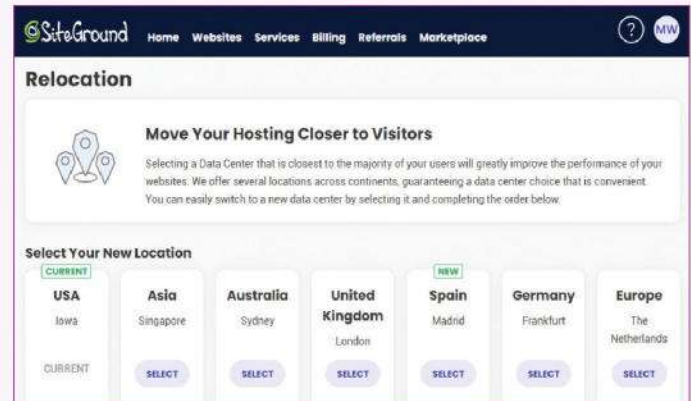 SiteGround Home Websites Services Billing Referrals Marketplace ? MW
Relocation
Move Your Hosting Closer to Visitors
Selecting a Data Center that is closest to the majority of your users will greatly improve the performance of your
websites. We offer several locations across continents, guaranteeing a data center choice that is convenient.
You can easily switch to a new data center by selecting it and completing the order below.
Select Your New Location
CURRENT
USA
Iowa
CURRENT
Asia
Singapore
SELECT
Australia
Sydney
SELECT
United
Kingdom
London
SELECT
NEW
Spain
Madrid
SELECT
Germany
Frankfurt
SELECT
Europe
The
Netherlands
SELECT